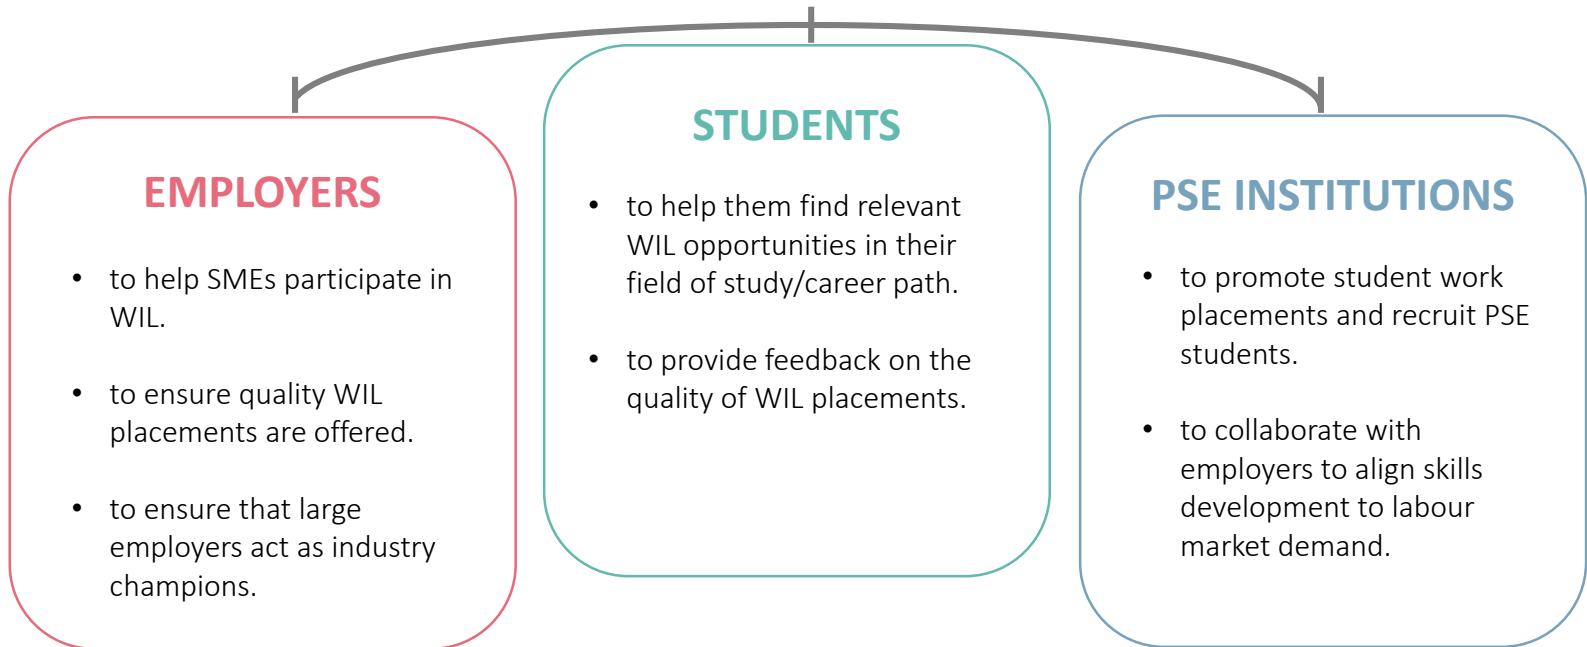 EMPLOYERS
• to help SMEs participate in
WIL.
• to ensure quality WIL
placements are offered.
• to ensure that large
employers act as industry
champions.
STUDENTS
• to help them find relevant
WIL opportunities in their
field of study/career path.
• to provide feedback on the
quality of WIL placements.
PSE INSTITUTIONS
• to promote student work
placements and recruit PSE
students.
• to collaborate with
employers to align skills
development to labour
market demand.